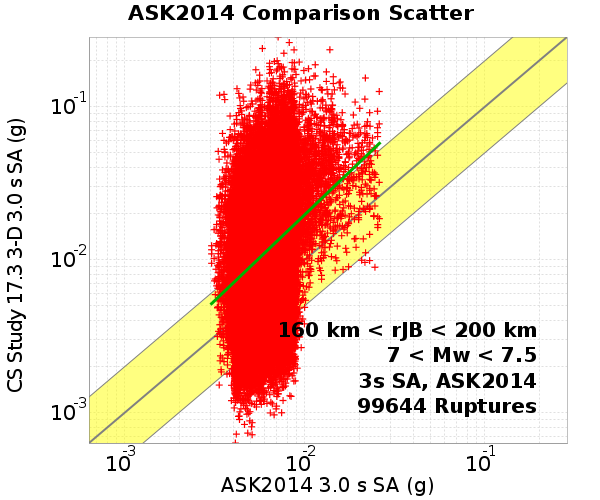 ASK2014 Comparison Scatter
CS Study 17.3 3-D 3.0 s SA (g)
10-1
10-2
10-3
160 km < rJB < 200 km
7 < Mw < 7.5
3s SA, ASK2014
99644 Ruptures
10-3 10-2 10-1
ASK2014 3.0 s SA (g)